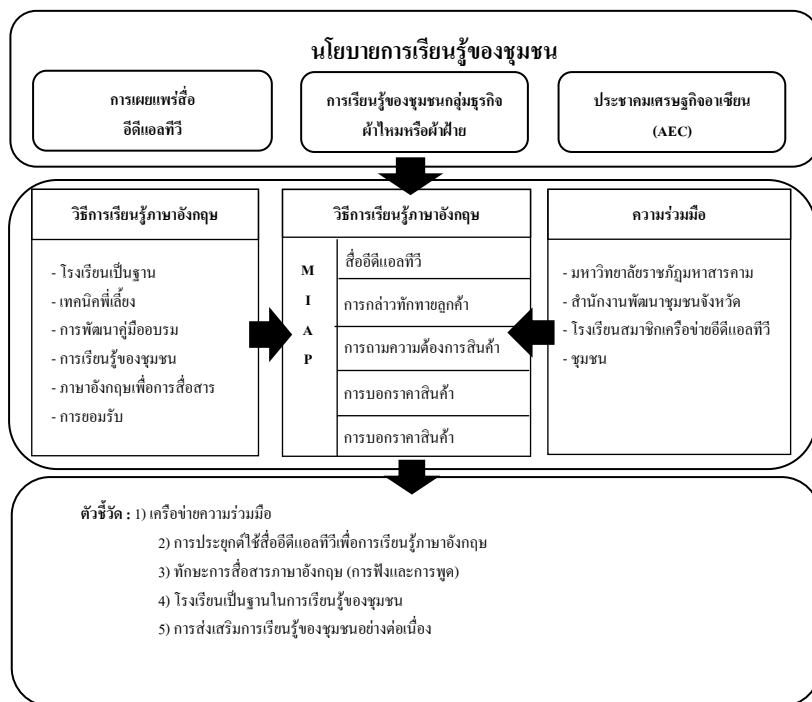 นโยบายการเรียนรู้ของชุมชน
การเผยแพร่สื่อ
อีดีแอลทีวี
การเรียนรู้ของชุมชนกลุ่มธุรกิจ
ผ้าไหมหรือผ้าฝ้าย
ประชาคมเศรษฐกิจอาเซียน
(AEC)
วิธีการเรียนรู้ภาษาอังกฤษ
- โรงเรียนเป็นฐาน
- เทคนิคพี่เลี้ยง
- การพัฒนาคู่มืออบรม
- การเรียนรู้ของชุมชน
- ภาษาอังกฤษเพื่อการสื่อสาร
- การยอมรับ
วิธีการเรียนรู้ภาษาอังกฤษ
M
I
A
P
สื่ออีดีแอลทีวี
การกล่าวทักทายลูกค้า
การถามความต้องการสินค้า
การบอกราคาสินค้า
การบอกราคาสินค้า
ความร่วมมือ
- มหาวิทยาลัยราชภัฏมหาสารคาม
- สำนักงานพัฒนาชุมชนจังหวัด
- โรงเรียนสมาชิกเครือข่ายอีดีแอลทีวี
- ชุมชน
ตัวชี้วัด : 1) เครือข่ายความร่วมมือ
2) การประยุกต์ใช้สื่ออีดีแอลทีวีเพื่อการเรียนรู้ภาษาอังกฤษ
3) ทักษะการสื่อสารภาษาอังกฤษ (การฟังและการพูด)
4) โรงเรียนเป็นฐานในการเรียนรู้ของชุมชน
5) การส่งเสริมการเรียนรู้ของชุมชนอย่างต่อเนื่อง